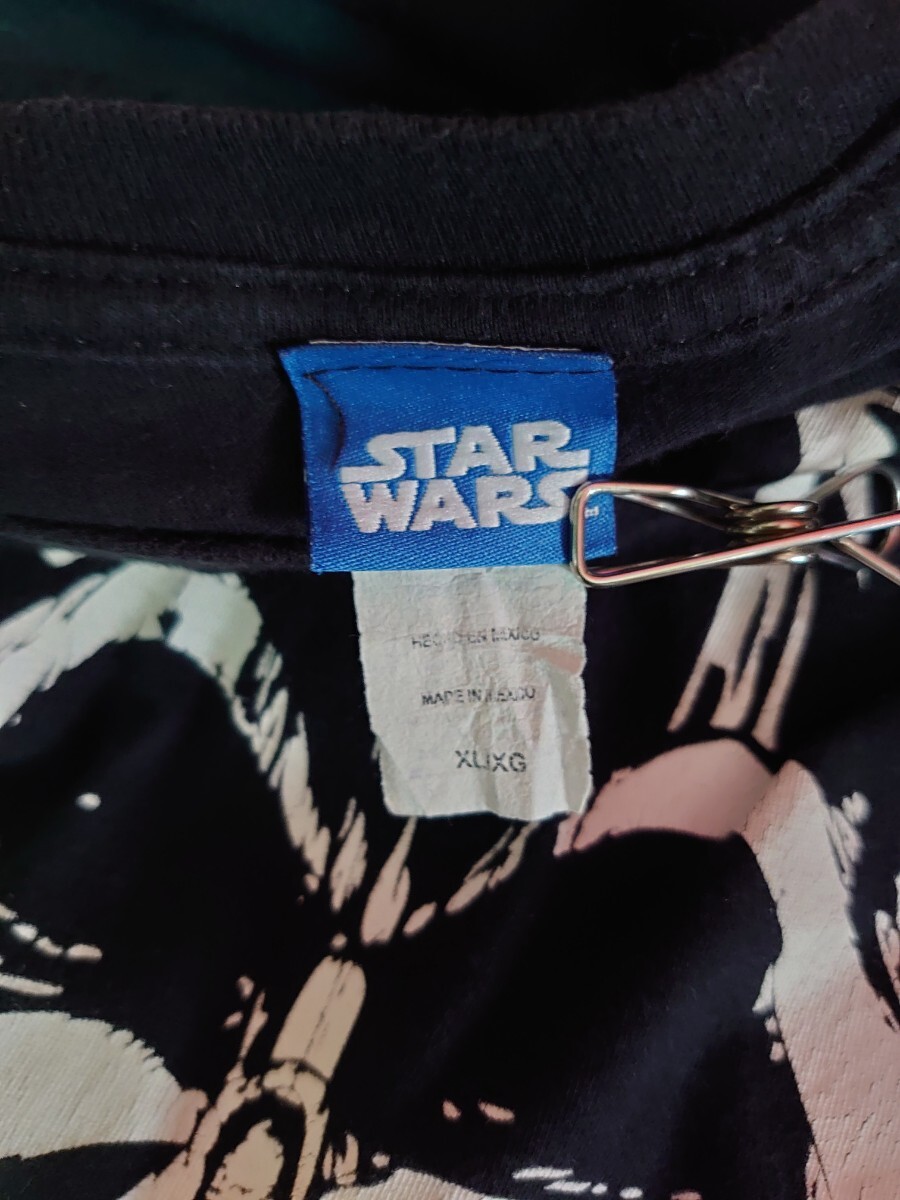 STAR
WARS
HECHO EN MEXICO
MADE IN MEXICO
XL/XG